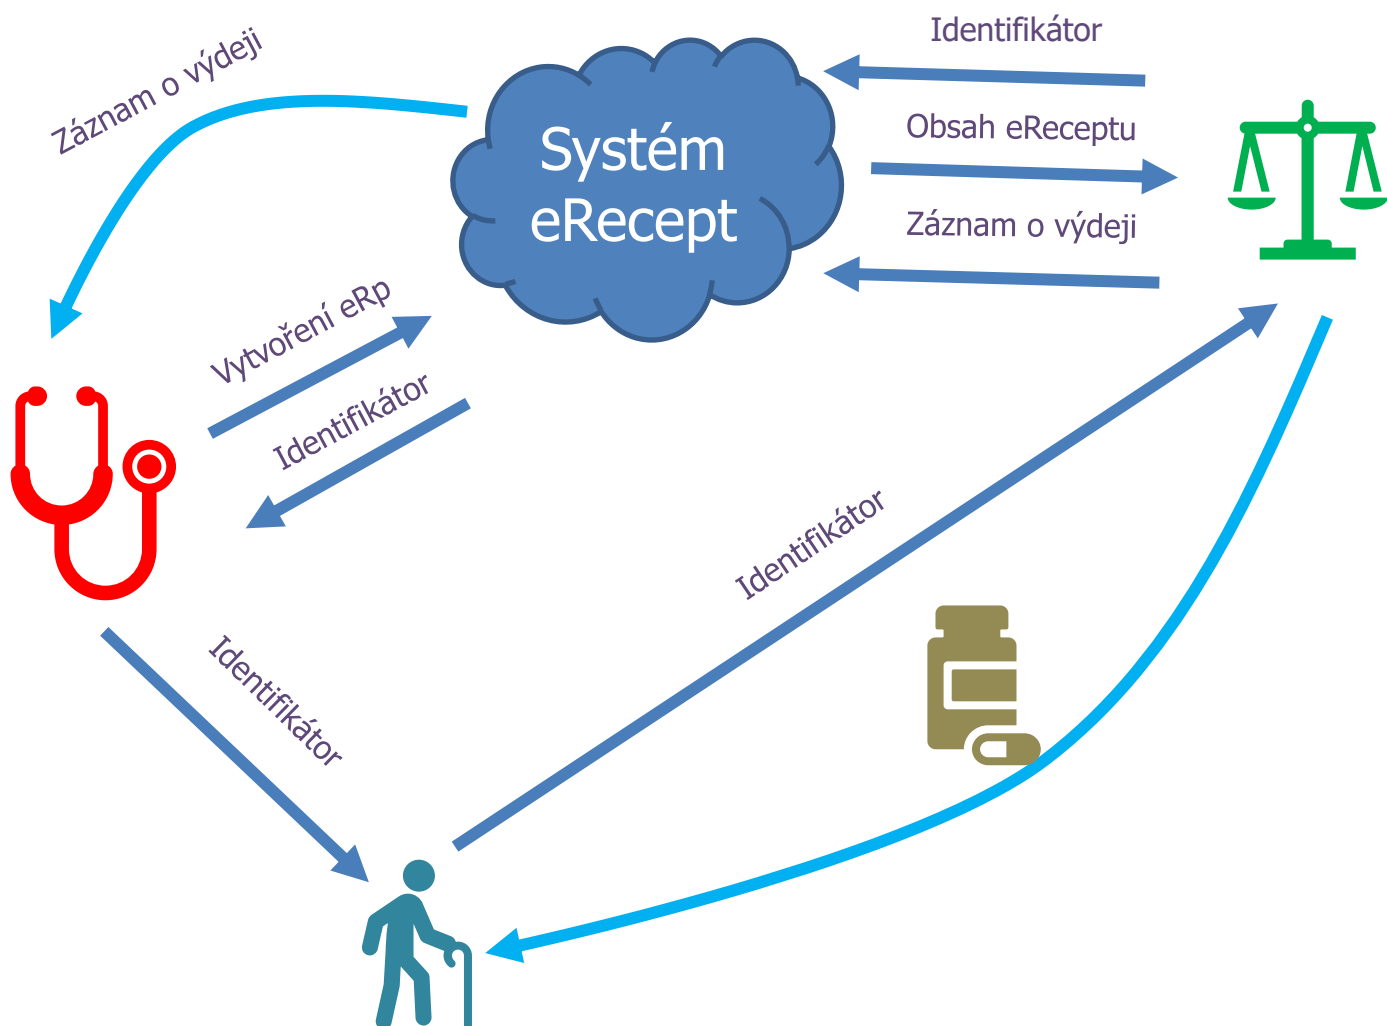 Identifikátor
Záznam o výdeji
Systém
eRecept
Obsah eReceptu
Záznam o výdeji
Vytvoření eRp
Identifikátor
Identifikátor
Identifikátor